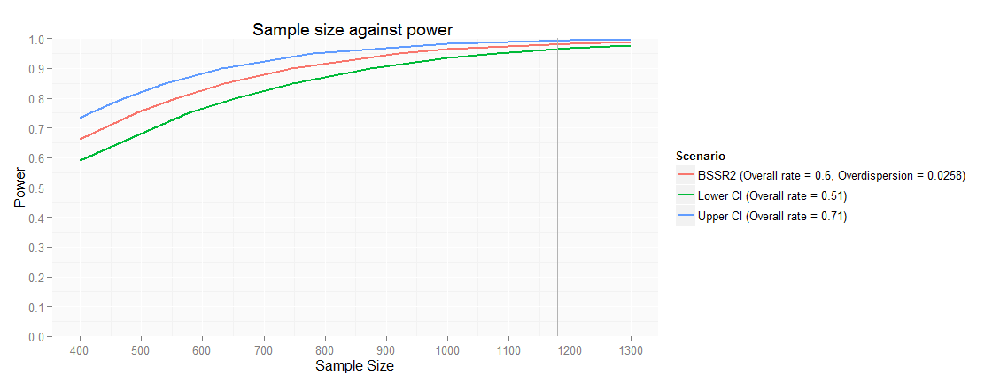 Sample size against power
Power
1.0
0.9
0.8
0.7
0.6
0.5
0.4
0.3
0.2
0.1
0.0
400 500 600 700 800 900 1000 1100 1200 1300
Sample Size
Scenario
BSSR2 (Overall rate = 0.6, Overdispersion = 0.0258)
Lower CI (Overall rate = 0.51)
Upper CI (Overall rate = 0.71)